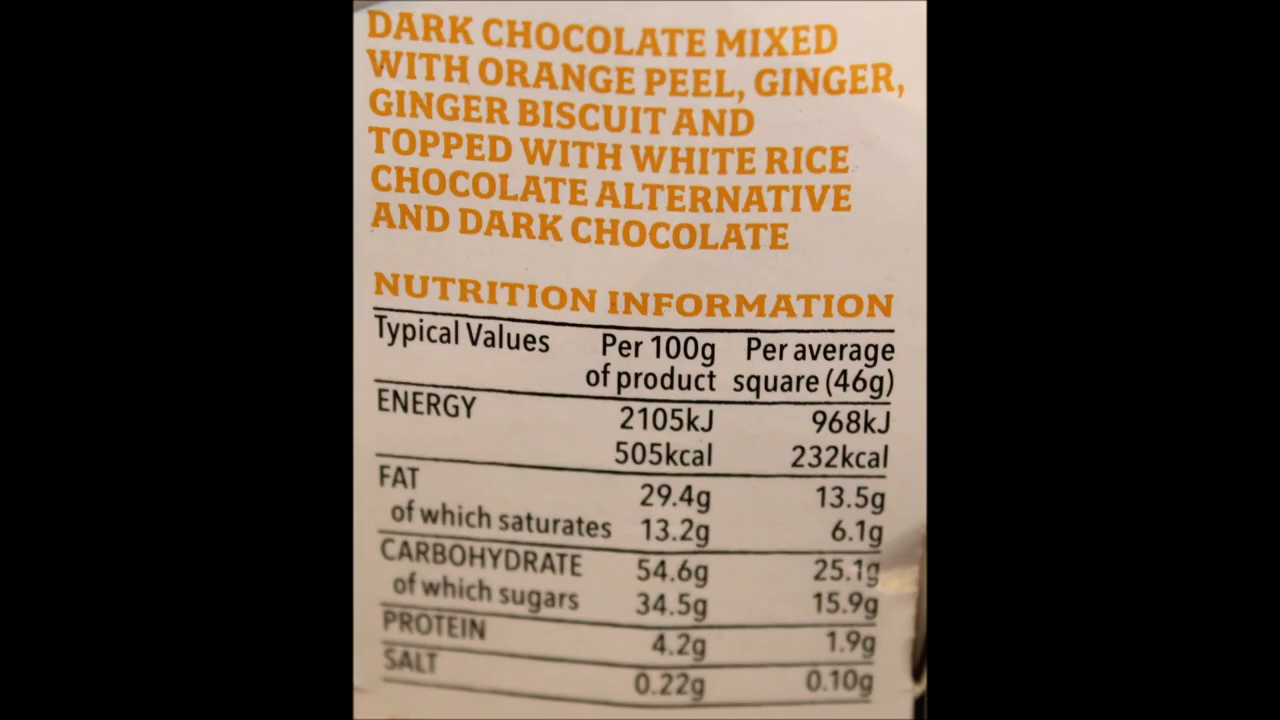 DARK CHOCOLATE MIXED
WITH ORANGE PEEL, GINGER,
GINGER BISCUIT AND
TOPPED WITH WHITE RICE
CHOCOLATE ALTERNATIVE
AND DARK CHOCOLATE
NUTRITION INFORMATION
Typical Values Per 100g Per average
of product square (46g)
ENERGY 2105kJ 968kJ
505kcal 232kcal
FAT 29.4g 13.5g
of which saturates 13.2g 6.1g
CARBOHYDRATE 54.6g 25.1g
of which sugars 34.5g 15.9g
PROTEIN 4.2g 1.9g
SALT 0.22g 0.10g